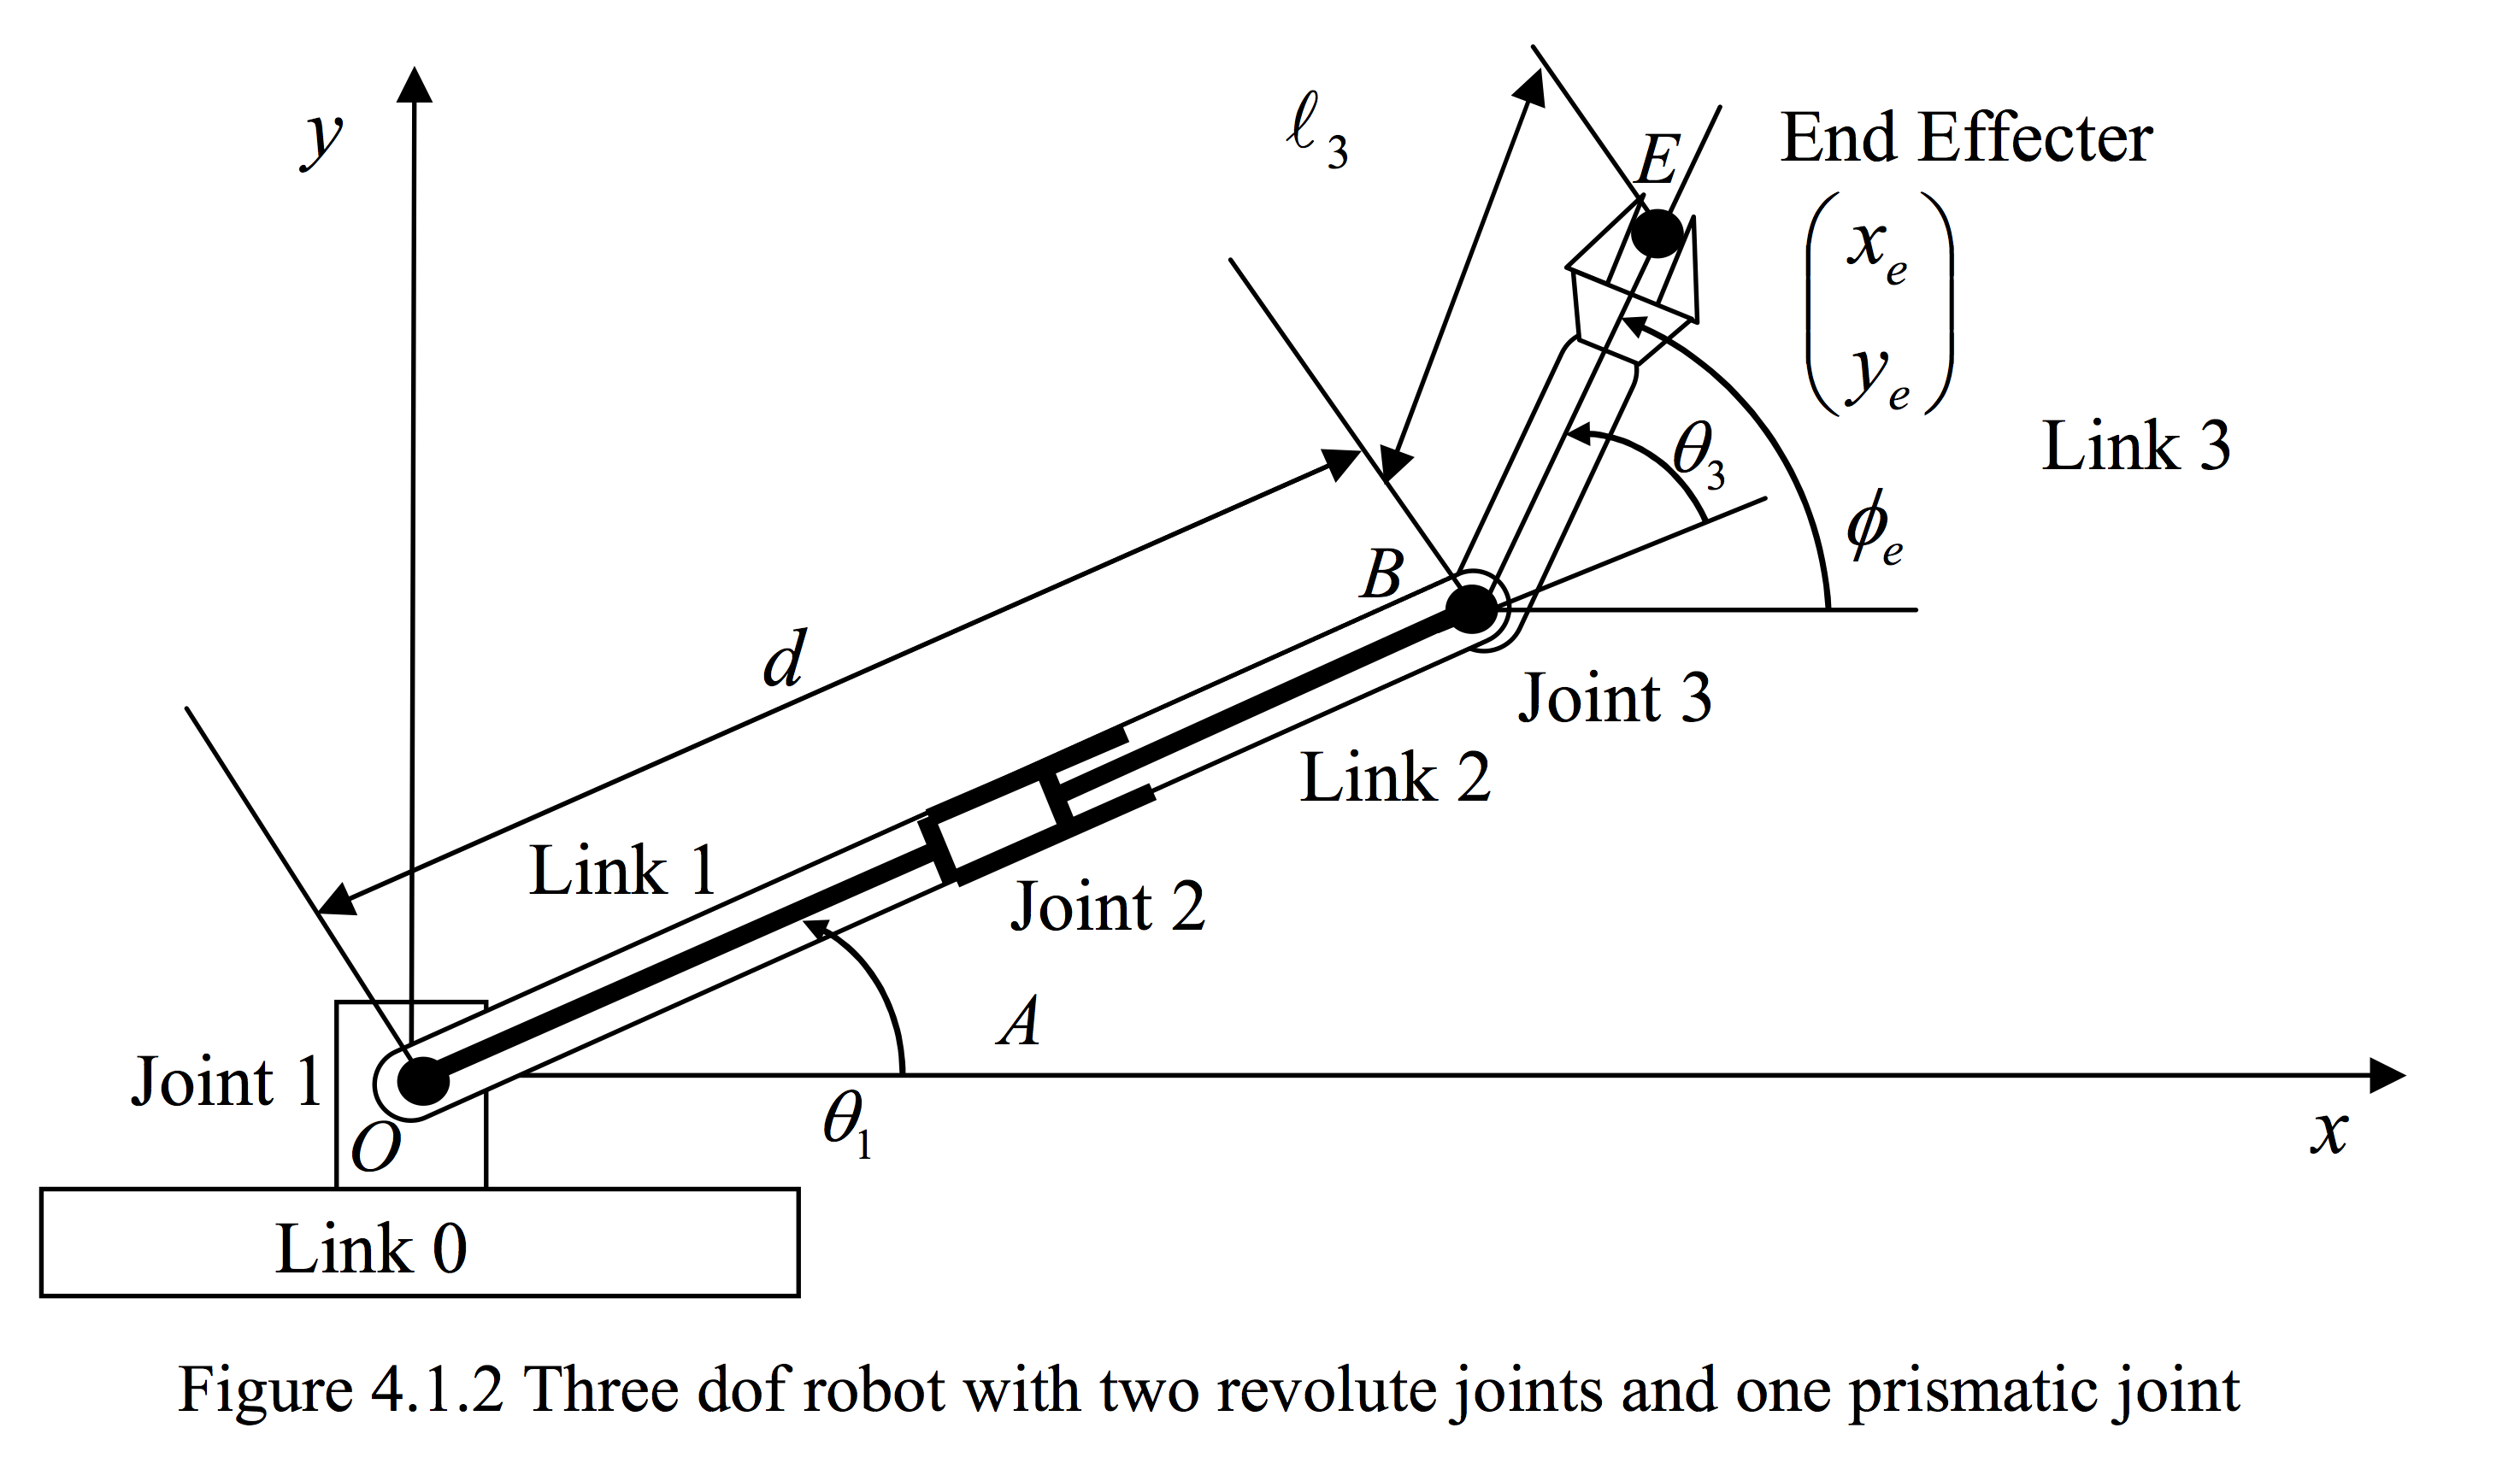 y
ℓ3
E
End Effecter
xe
ye
Link 3
θ3
ϕe
B
d
Joint 3
Link 2
Link 1
Joint 2
A
Joint 1
θ1
O
x
Link 0
Figure 4.1.2 Three dof robot with two revolute joints and one prismatic joint